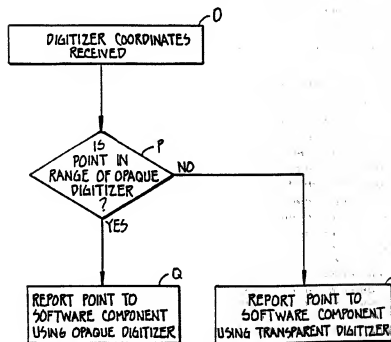 O
DIGITIZER COORDINATES
RECEIVED
IS
POINT IN
RANGE OF OPAQUE
DIGITIZER
?
P
NO
YES
Q
REPORT POINT TO
SOFTWARE COMPONENT
USING OPAQUE DIGITIZER
REPORT POINT TO
SOFTWARE COMPONENT
USING TRANSPARENT DIGITIZER